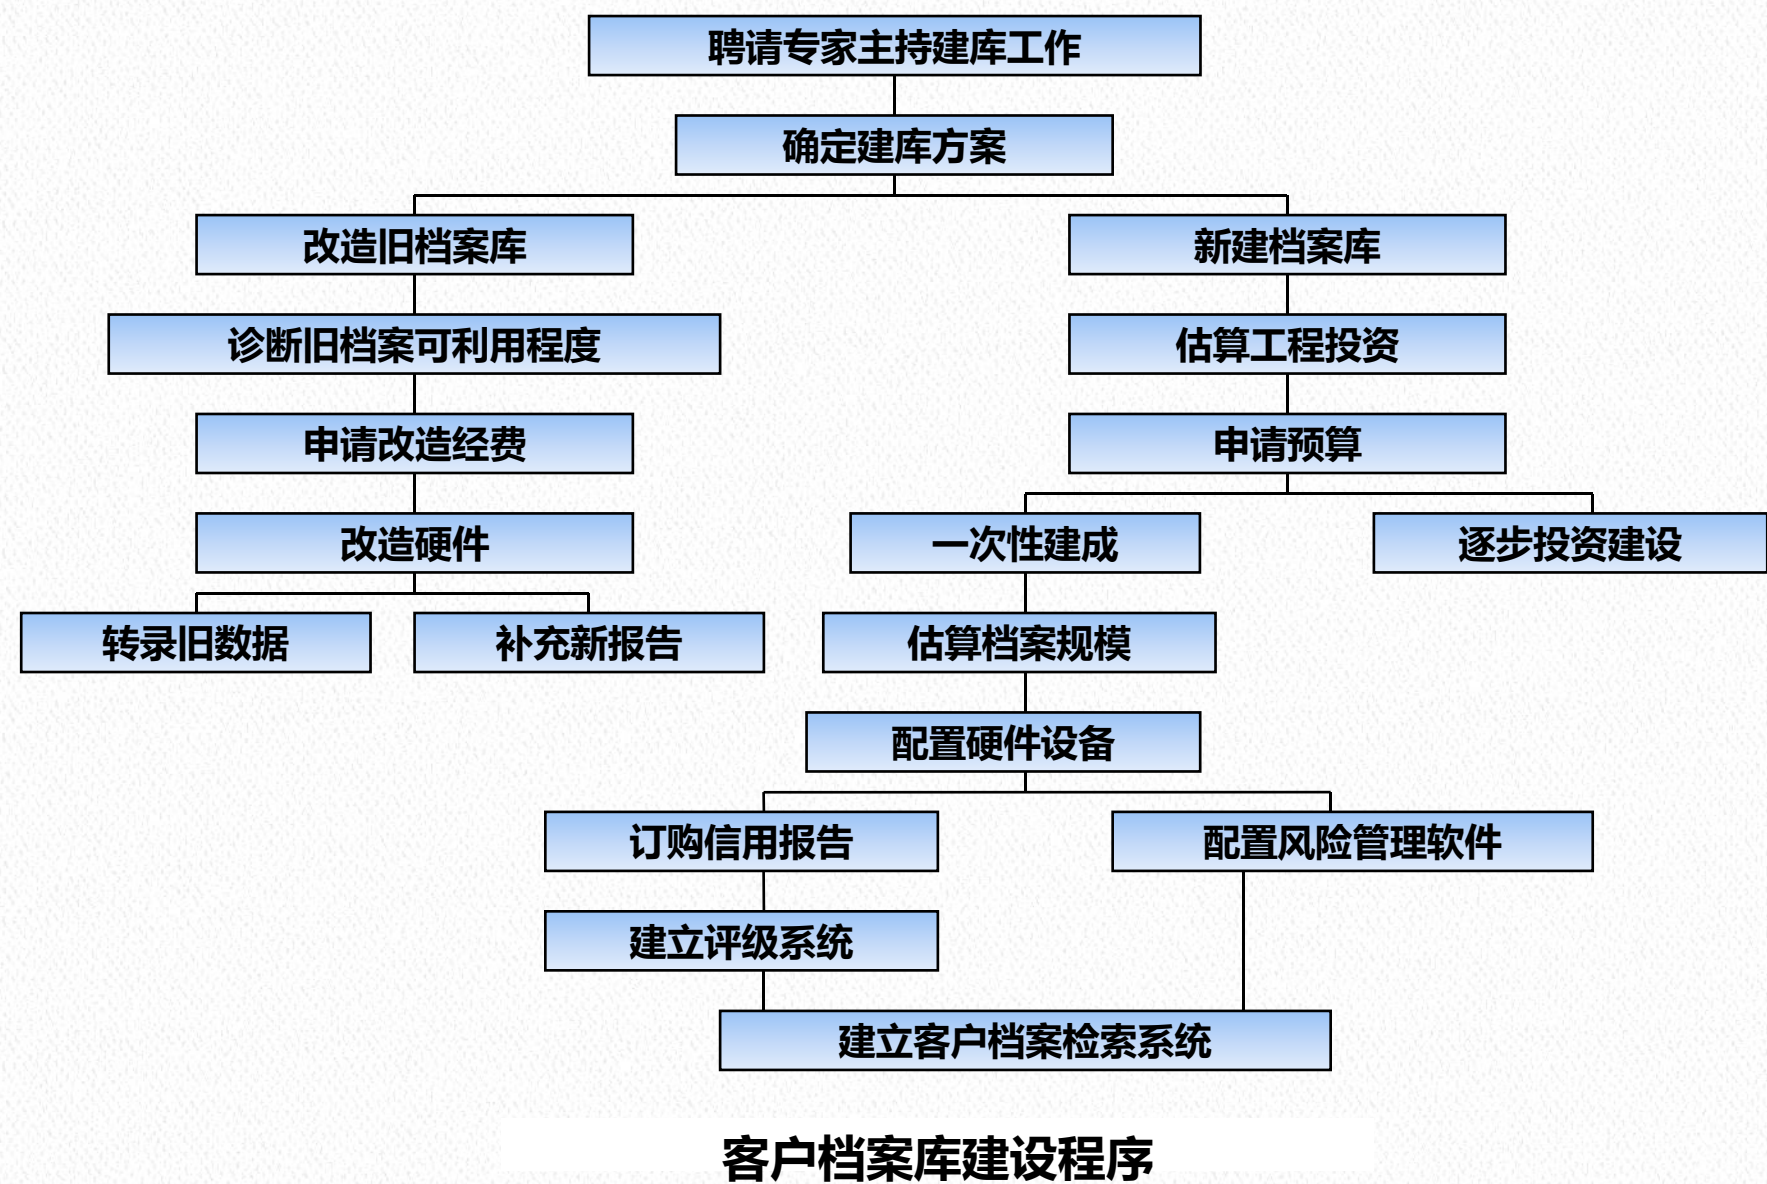 聘请专家主持建库工作
确定建库方案
改造旧档案库
新建档案库
诊断旧档案可利用程度
估算工程投资
申请改造经费
申请预算
改造硬件
一次性建成
逐步投资建设
转录旧数据
补充新报告
估算档案规模
配置硬件设备
订购信用报告
配置风险管理软件
建立评级系统
建立客户档案检索系统
客户档案库建设程序